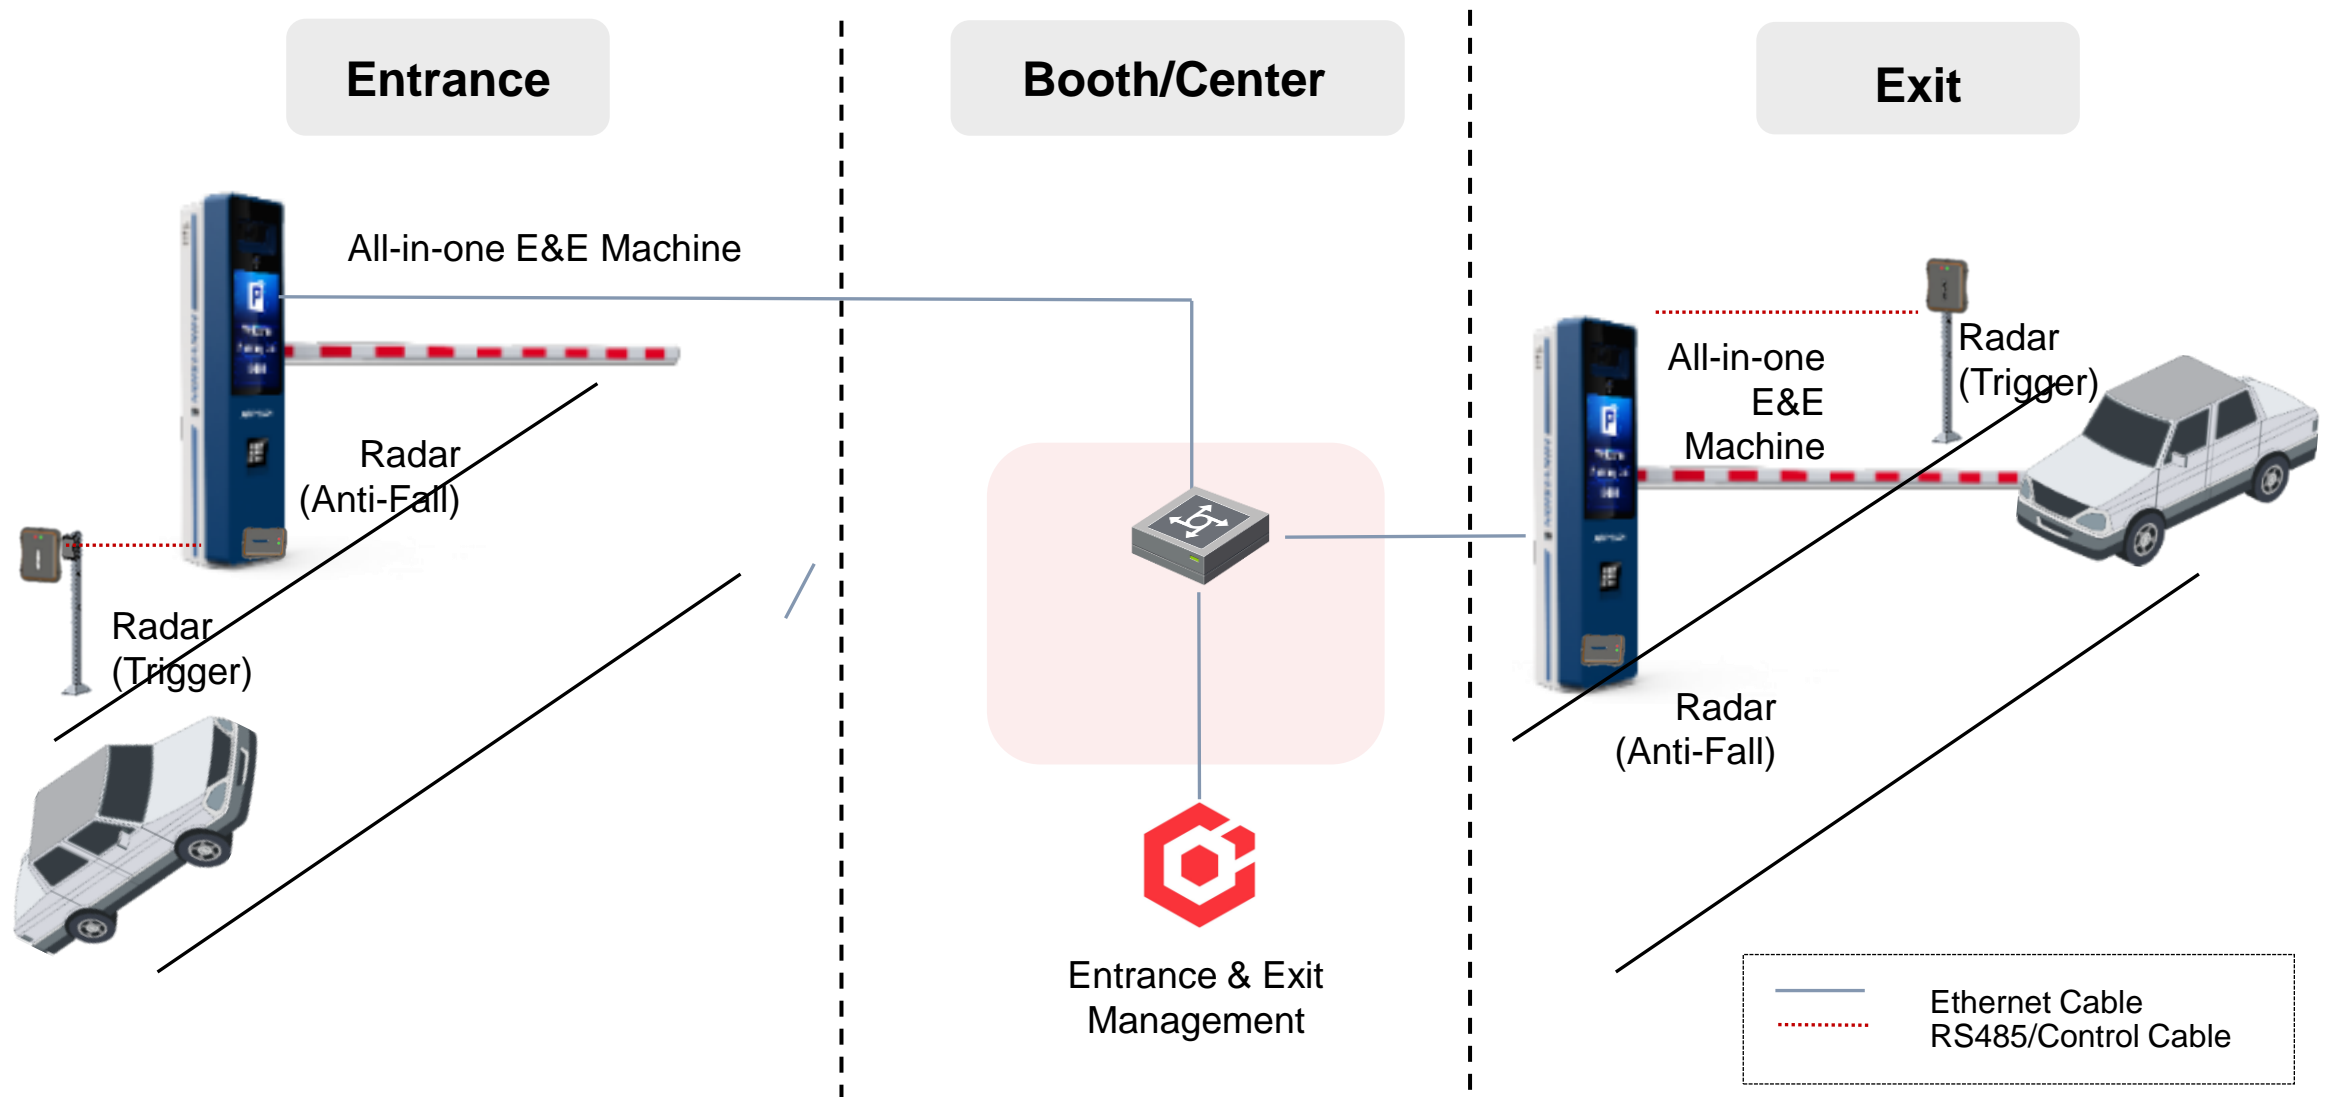 Entrance
Booth/Center
Exit
All-in-one E&E Machine
Radar
(Anti-Fall)
Radar
(Trigger)
Entrance & Exit
Management
Radar
(Trigger)
All-in-one
E&E
Machine
Radar
(Anti-Fall)
Ethernet Cable
RS485/Control Cable